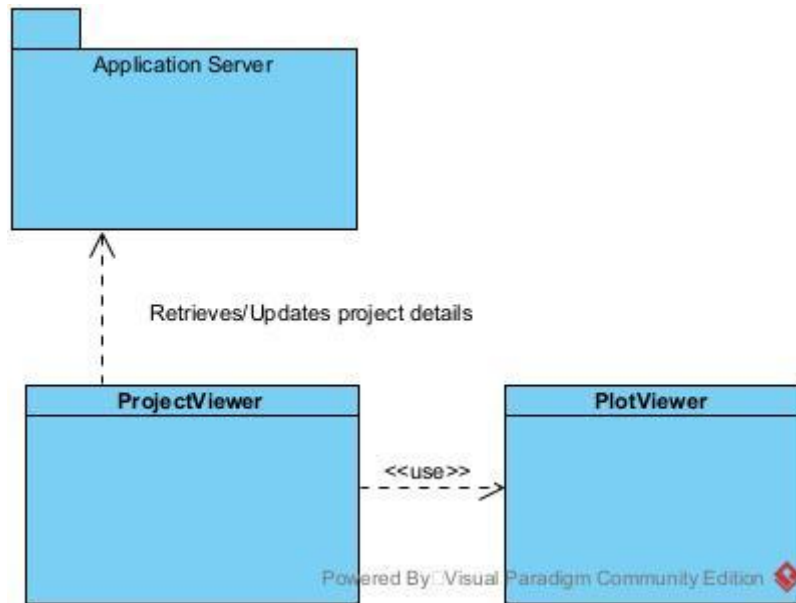 Application Server
Retrieves/Updates project details
ProjectViewer
PlotViewer
<<use>>
Powered By Visual Paradigm Community Edition